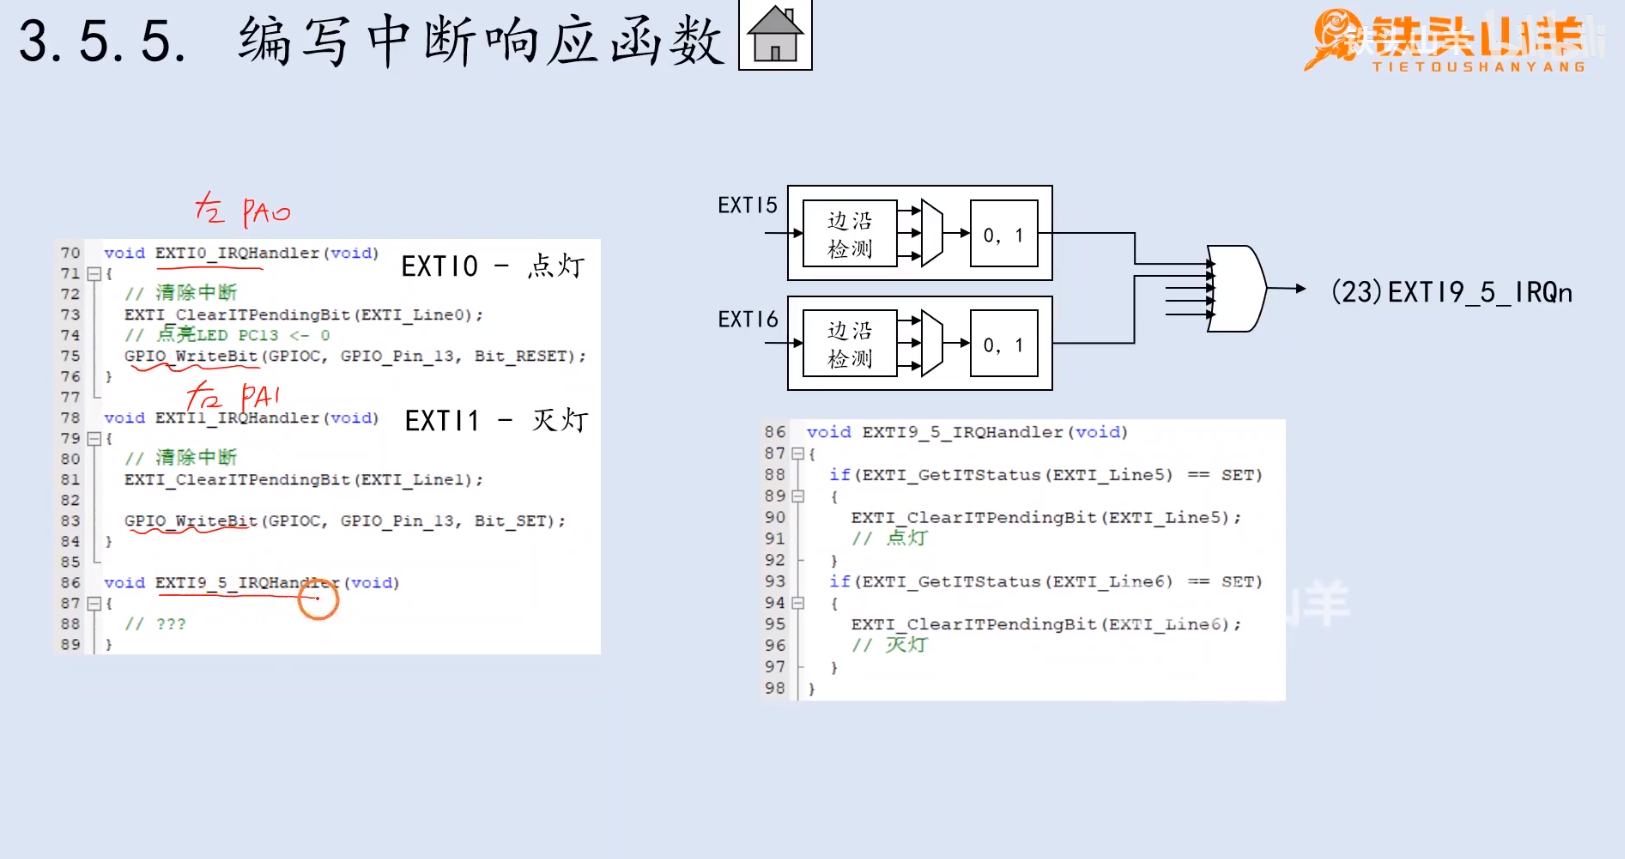 3.5.5. 编写中断响应函数
铁头山羊
TIETOUSHANYANG
左 PA0
70 void EXTI0_IRQHandler(void)
EXTI0 - 点灯
71 {
72 // 清除中断
73 EXTI_ClearITPendingBit(EXTI_Line0);
74 // 点亮LED PC13 <- 0
75 GPIO_WriteBit(GPIOC, GPIO_Pin_13, Bit_RESET);
76 }
77
右 PA1
78 void EXTI1_IRQHandler(void)
EXTI1 - 灭灯
79 {
80 // 清除中断
81 EXTI_ClearITPendingBit(EXTI_Line1);
82
83 GPIO_WriteBit(GPIOC, GPIO_Pin_13, Bit_SET);
84 }
85
86 void EXTI9_5_IRQHandler(void)
87 {
88 // ???
89 }
EXTI5
边沿
检测
0, 1
EXTI6
边沿
检测
0, 1
(23)EXTI9_5_IRQn
86 void EXTI9_5_IRQHandler(void)
87 {
88 if(EXTI_GetITStatus(EXTI_Line5) == SET)
89 {
90 EXTI_ClearITPendingBit(EXTI_Line5);
91 // 点灯
92 }
93 if(EXTI_GetITStatus(EXTI_Line6) == SET)
94 {
95 EXTI_ClearITPendingBit(EXTI_Line6);
96 // 灭灯
97 }
98 }